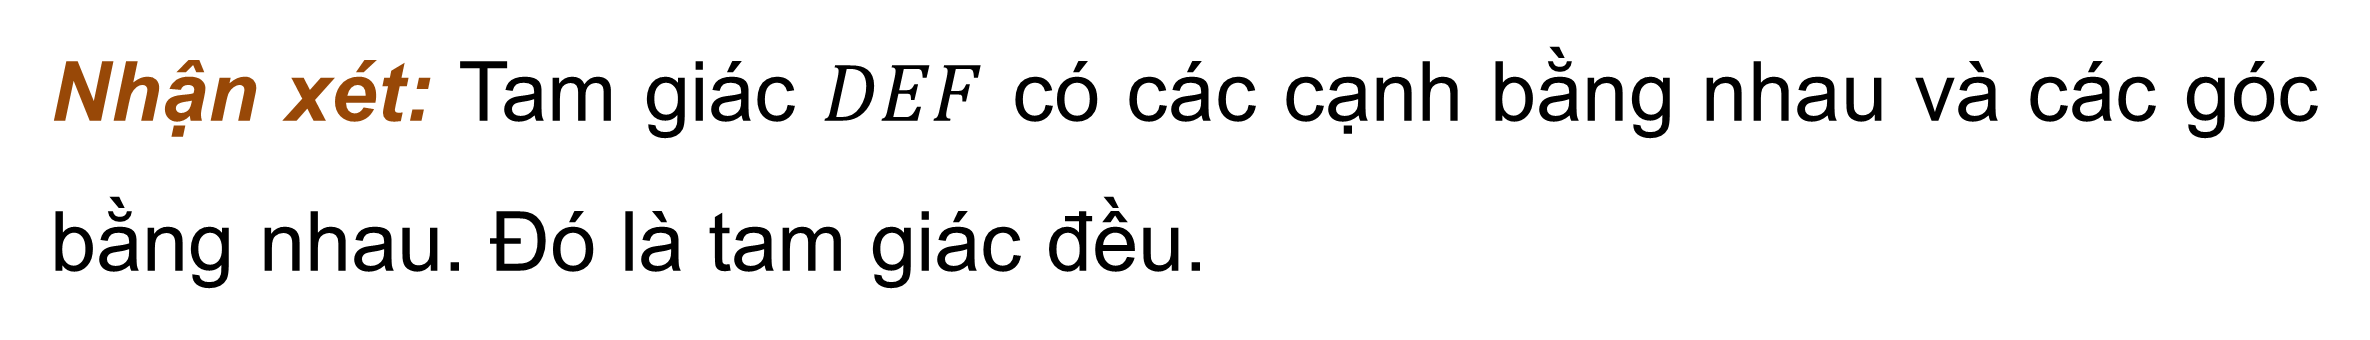 Nhận xét: Tam giác DEF có các cạnh bằng nhau và các góc
bằng nhau. Đó là tam giác đều.